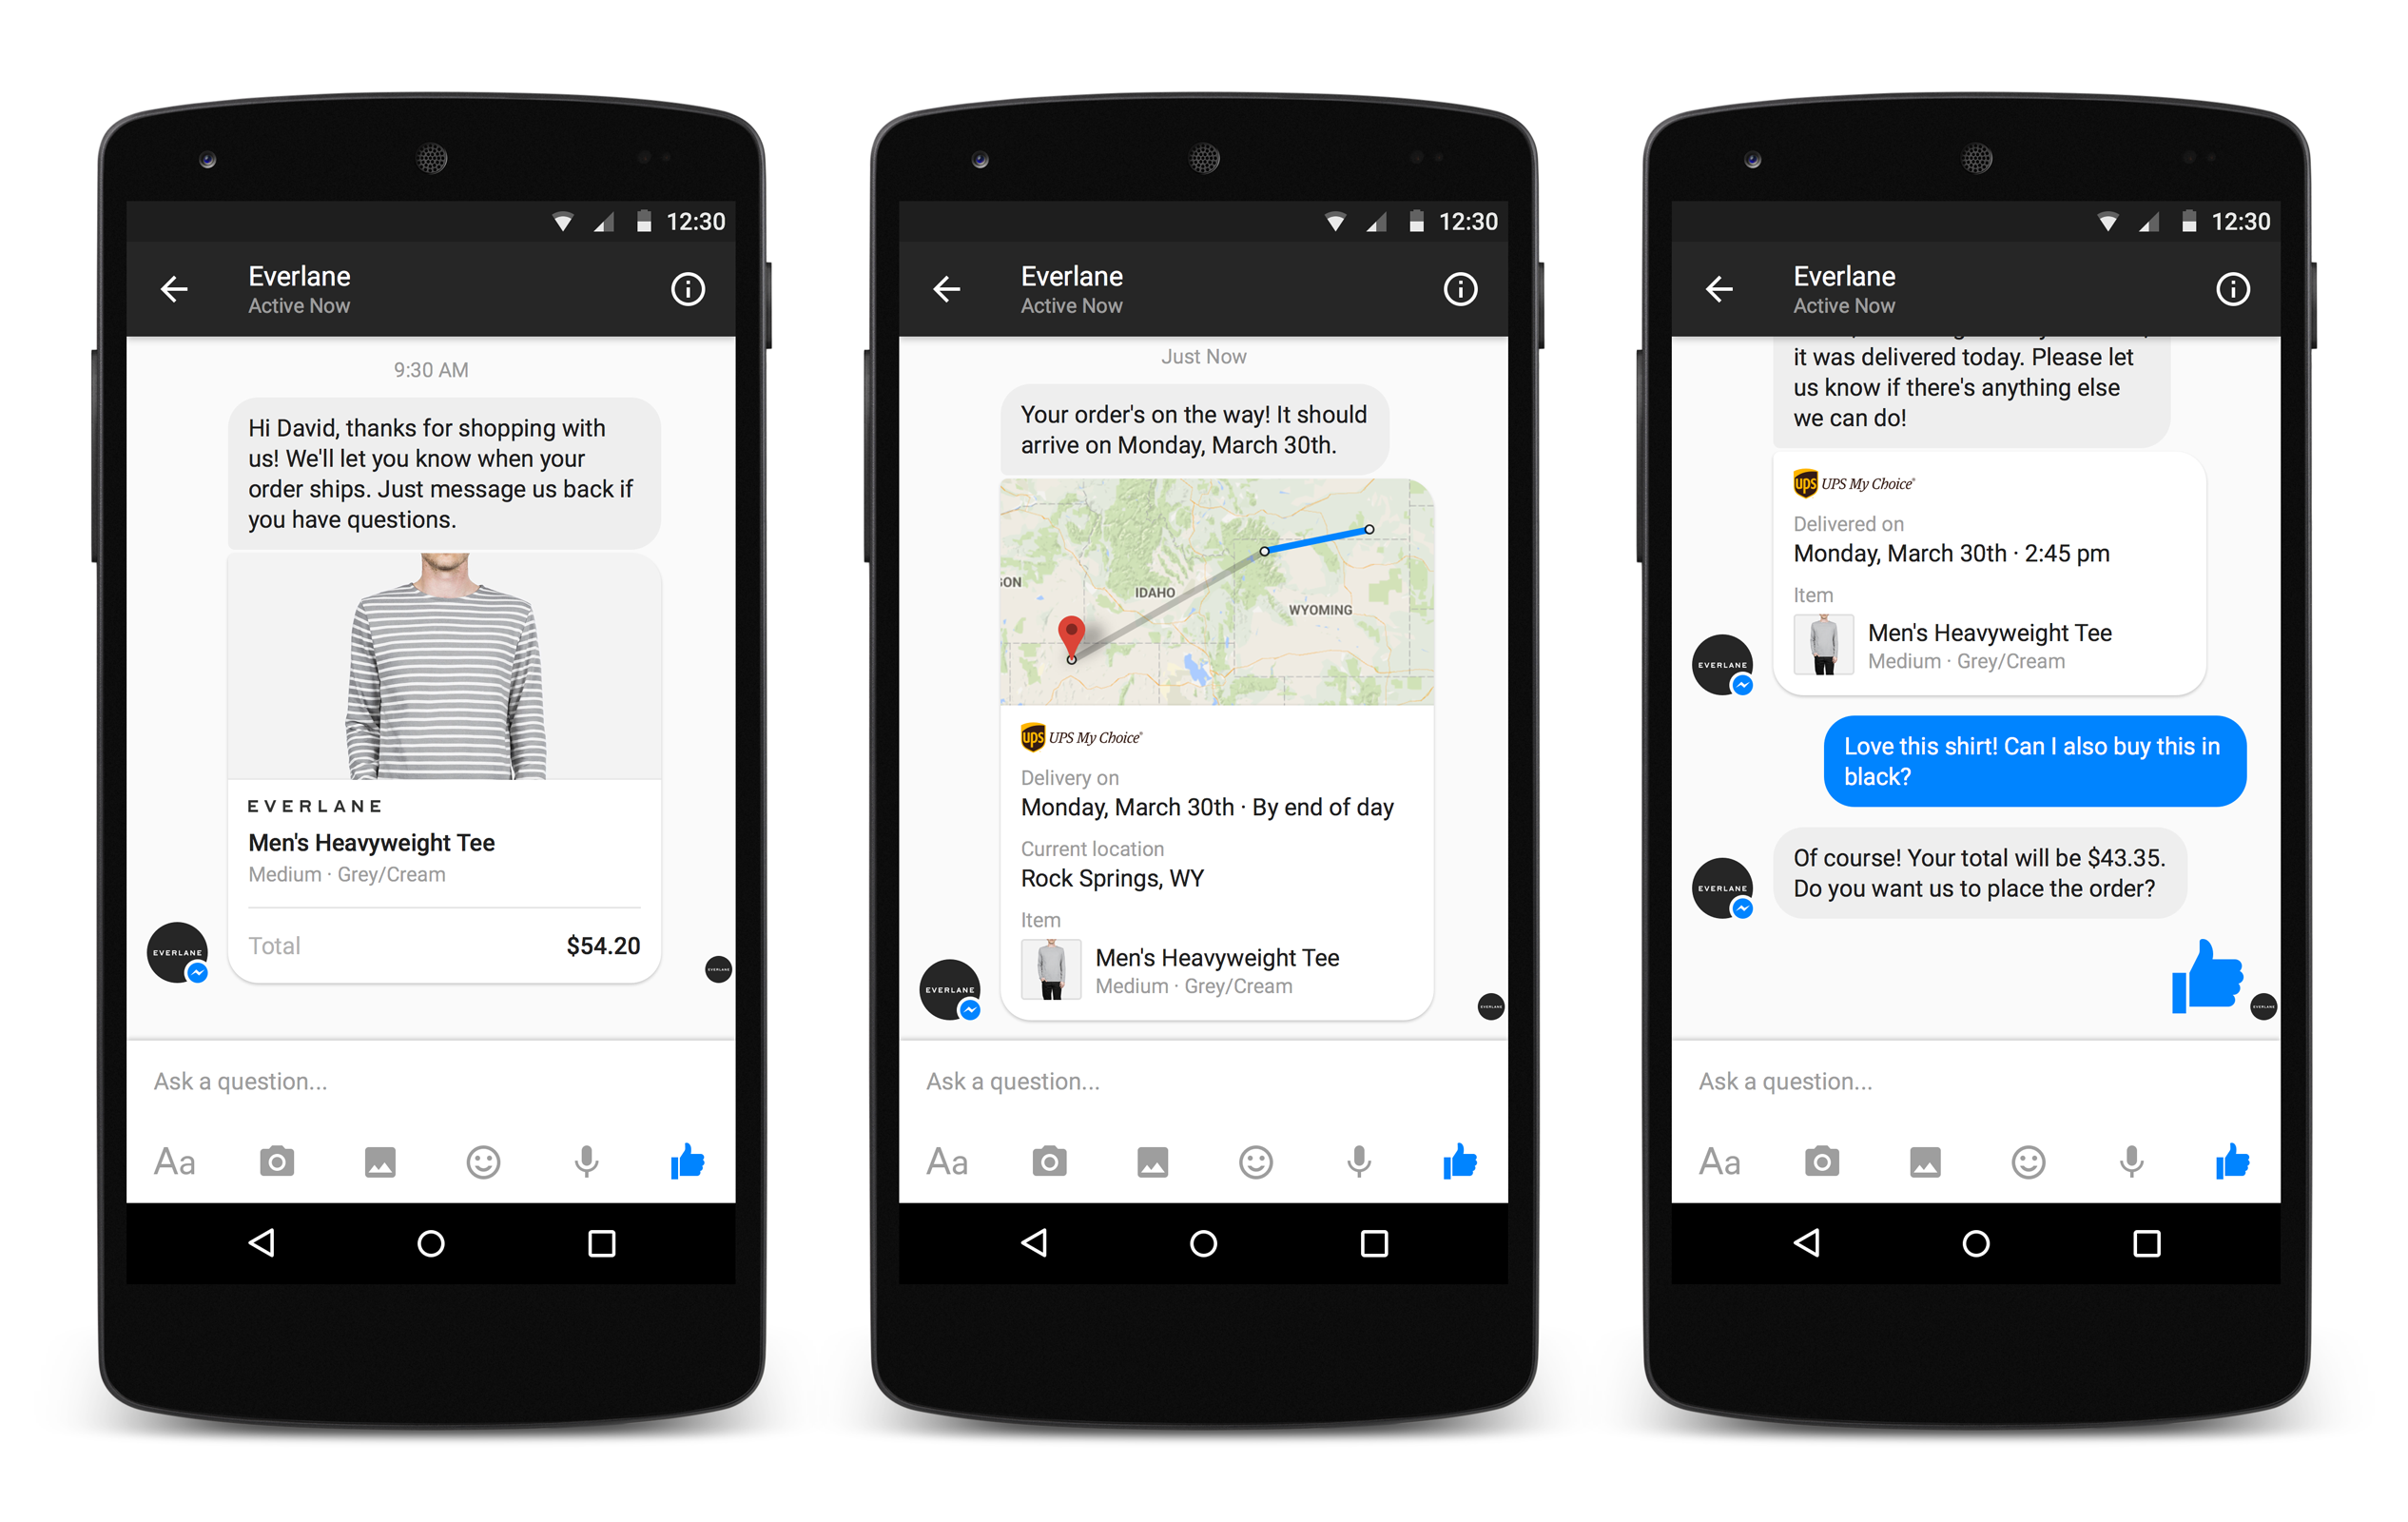 12:30
Everlane
Active Now
9:30 AM
Hi David, thanks for shopping with
us! We'll let you know when your
order ships. Just message us back if
you have questions.
EVERLANE
Men's Heavyweight Tee
Medium · Grey/Cream
Total $54.20
EVERLANE
EVERLANE
Ask a question...
Aa
12:30
Everlane
Active Now
Just Now
Your order's on the way! It should
arrive on Monday, March 30th.
IDAHO
WYOMING
ups UPS My Choice®
Delivery on
Monday, March 30th · By end of day
Current location
Rock Springs, WY
Item
Men's Heavyweight Tee
Medium · Grey/Cream
EVERLANE
EVERLANE
Ask a question...
Aa
12:30
Everlane
Active Now
it was delivered today. Please let
us know if there's anything else
we can do!
ups UPS My Choice®
Delivered on
Monday, March 30th · 2:45 pm
Item
Men's Heavyweight Tee
Medium · Grey/Cream
EVERLANE
Love this shirt! Can I also buy this in
black?
Of course! Your total will be $43.35.
Do you want us to place the order?
EVERLANE
EVERLANE
Ask a question...
Aa